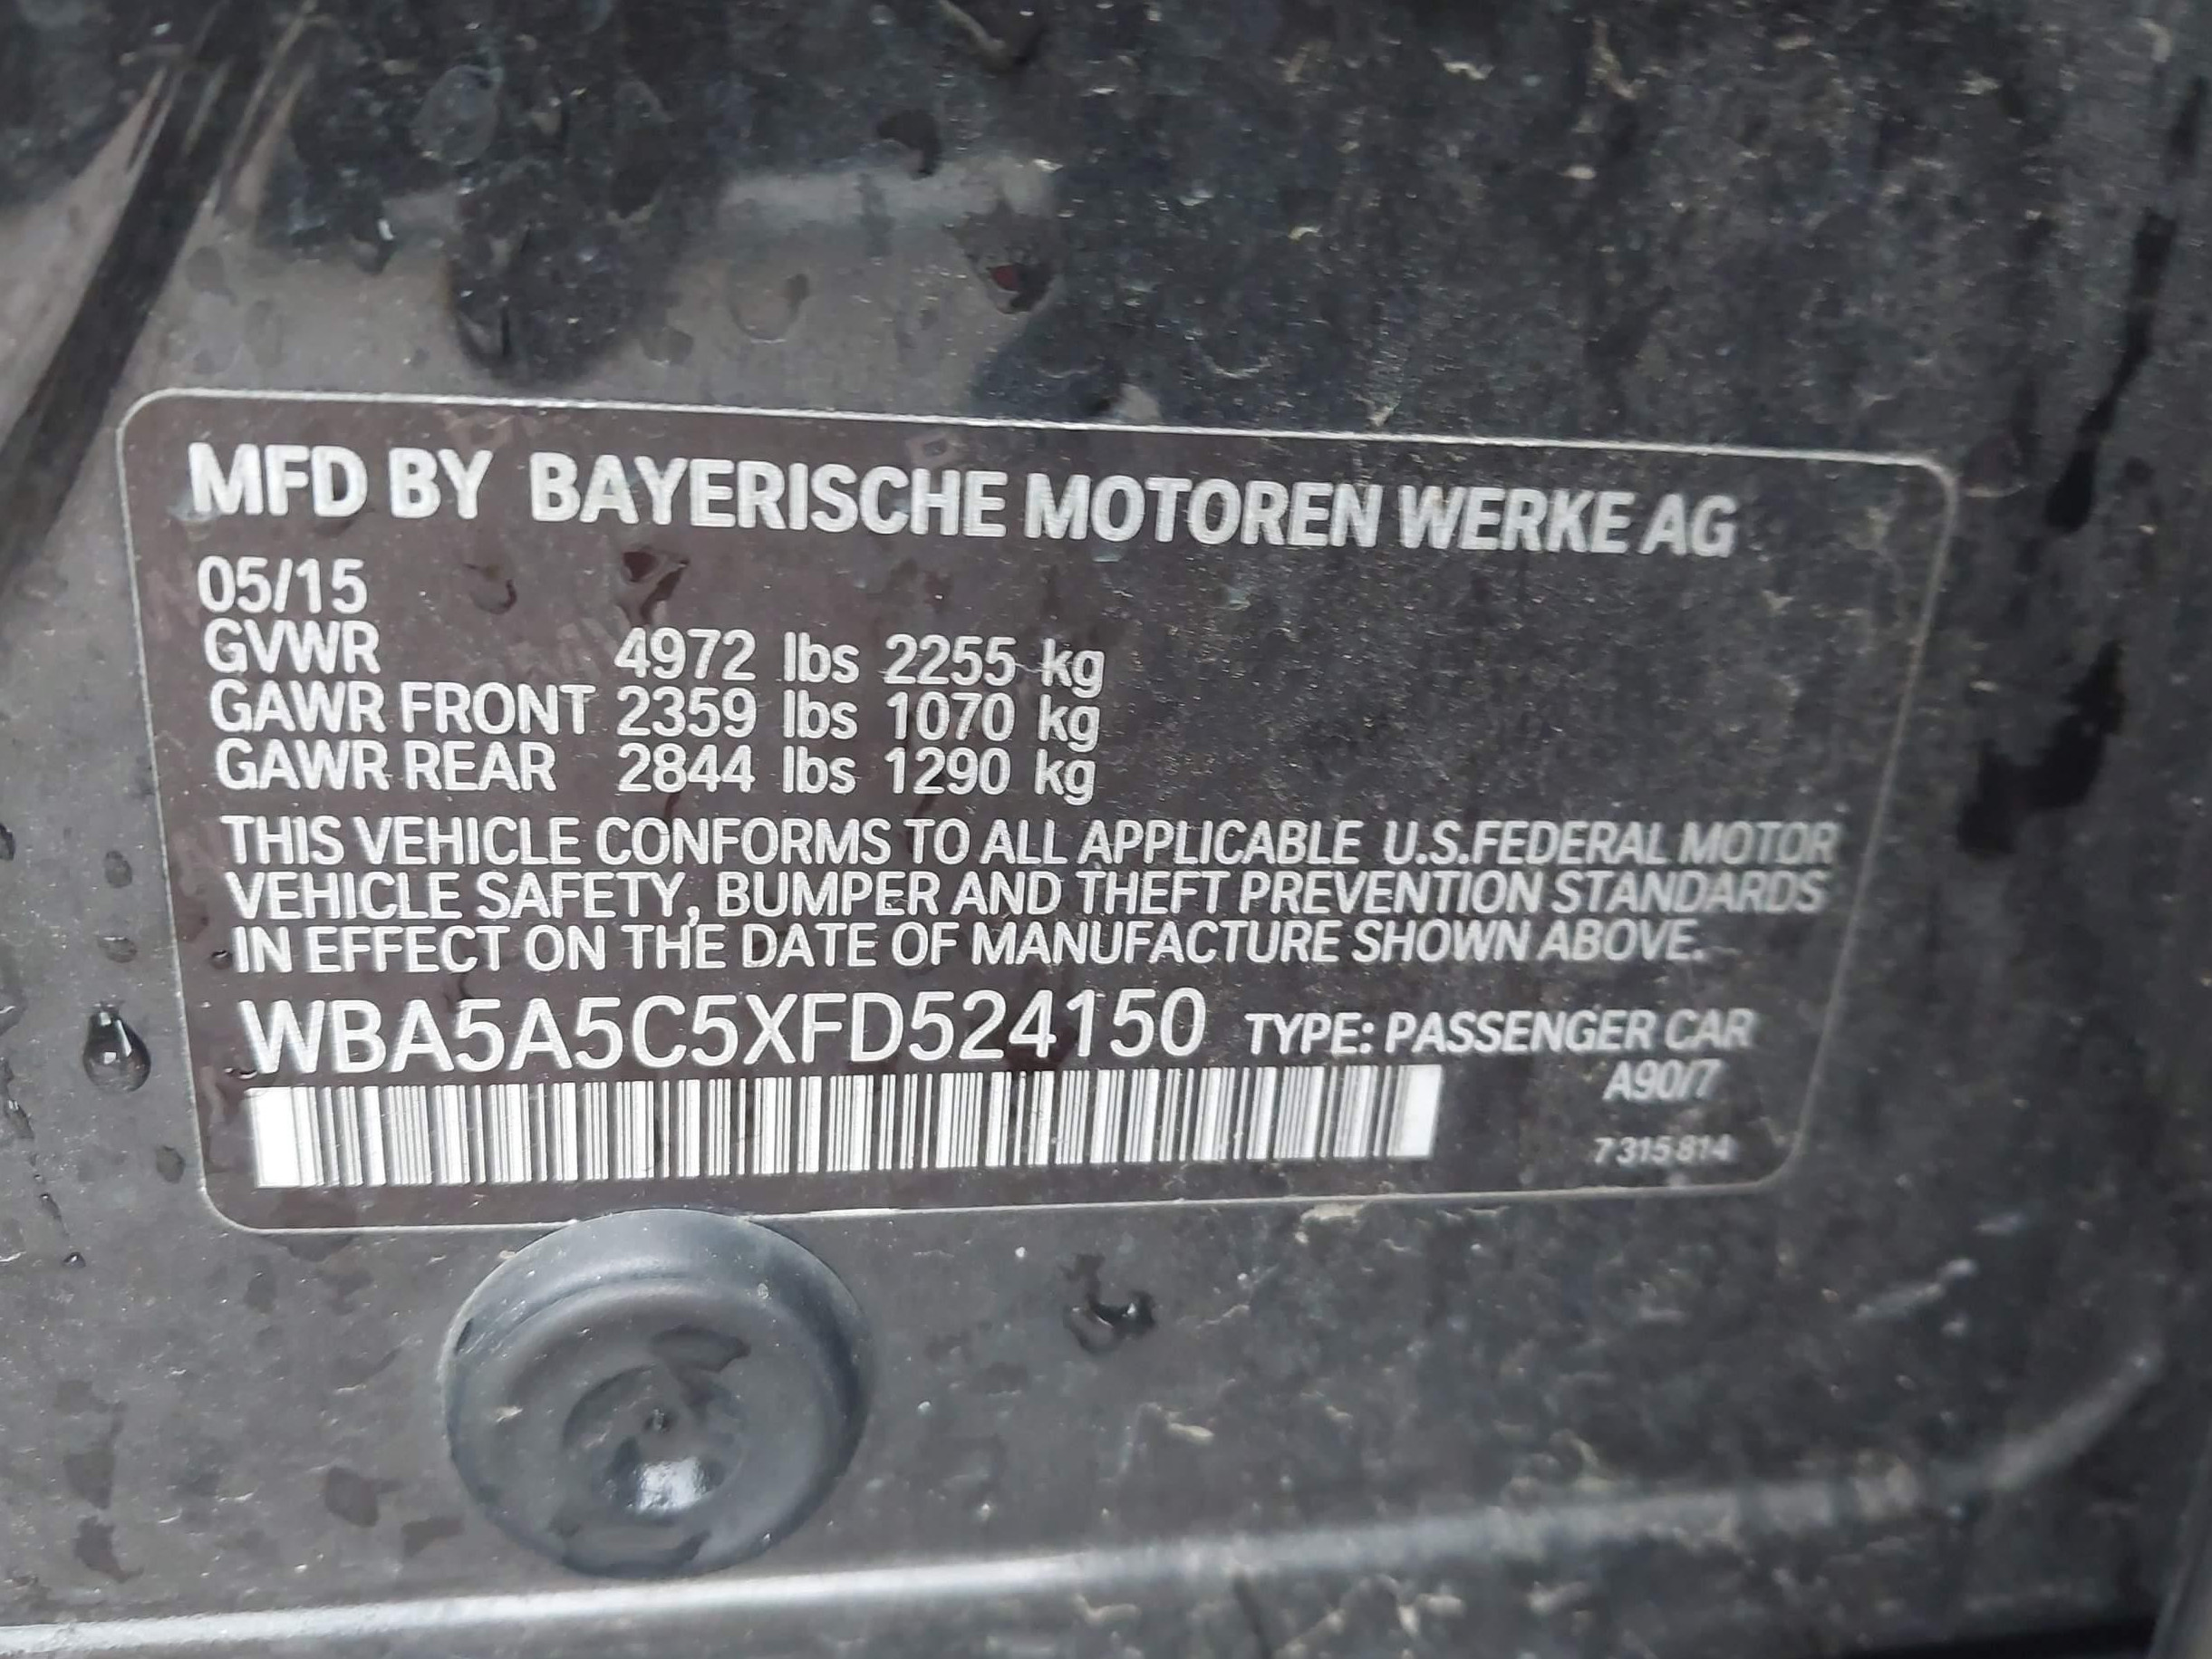 MFD BY BAYERISCHE MOTOREN WERKE AG
05/15
GVWR 4972 lbs 2255 kg
GAWR FRONT 2359 lbs 1070 kg
GAWR REAR 2844 lbs 1290 kg
THIS VEHICLE CONFORMS TO ALL APPLICABLE U.S.FEDERAL MOTOR
VEHICLE SAFETY, BUMPER AND THEFT PREVENTION STANDARDS
IN EFFECT ON THE DATE OF MANUFACTURE SHOWN ABOVE.
WBA5A5C5XFD524150 TYPE: PASSENGER CAR
A90/7
7 315 814